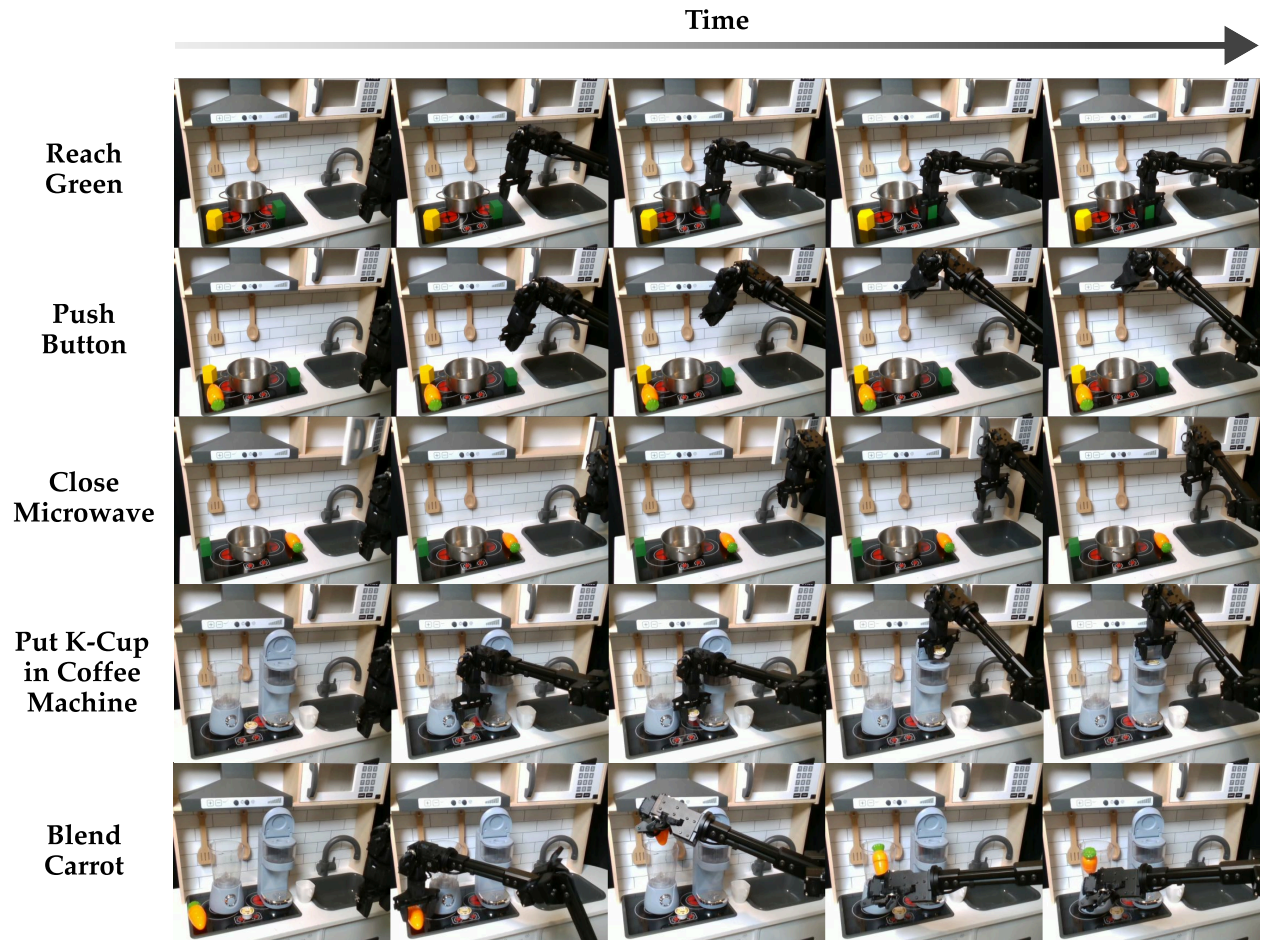 Time
Reach
Green
Push
Button
Close
Microwave
Put K-Cup
in Coffee
Machine
Blend
Carrot